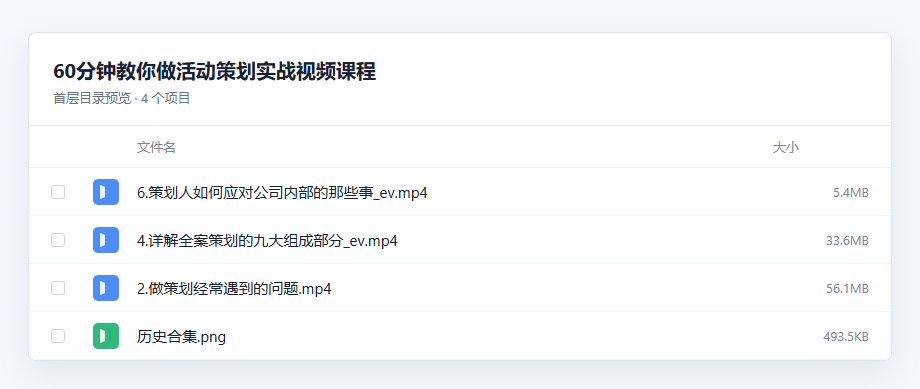 60分钟教你做活动策划实战视频课程
首层目录预览 · 4 个项目
文件名 大小
6.策划人如何应对公司内部的那些事_ev.mp4 5.4MB
4.详解全案策划的九大组成部分_ev.mp4 33.6MB
2.做策划经常遇到的问题.mp4 56.1MB
历史合集.png 493.5KB